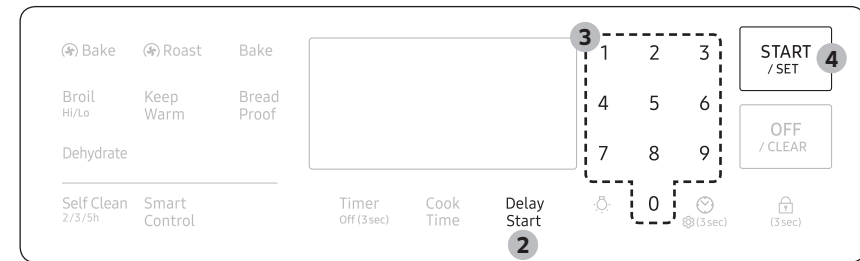 Bake Roast Bake
3
1 2 3
START
/ SET
4
Broil
Hi/Lo
Keep
Warm
Bread
Proof
4 5 6
OFF
/ CLEAR
Dehydrate
7 8 9
Self Clean
2/3/5h
Smart
Control
Timer
Off (3 sec)
Cook
Time
Delay
Start
2
0
(3 sec)
(3 sec)